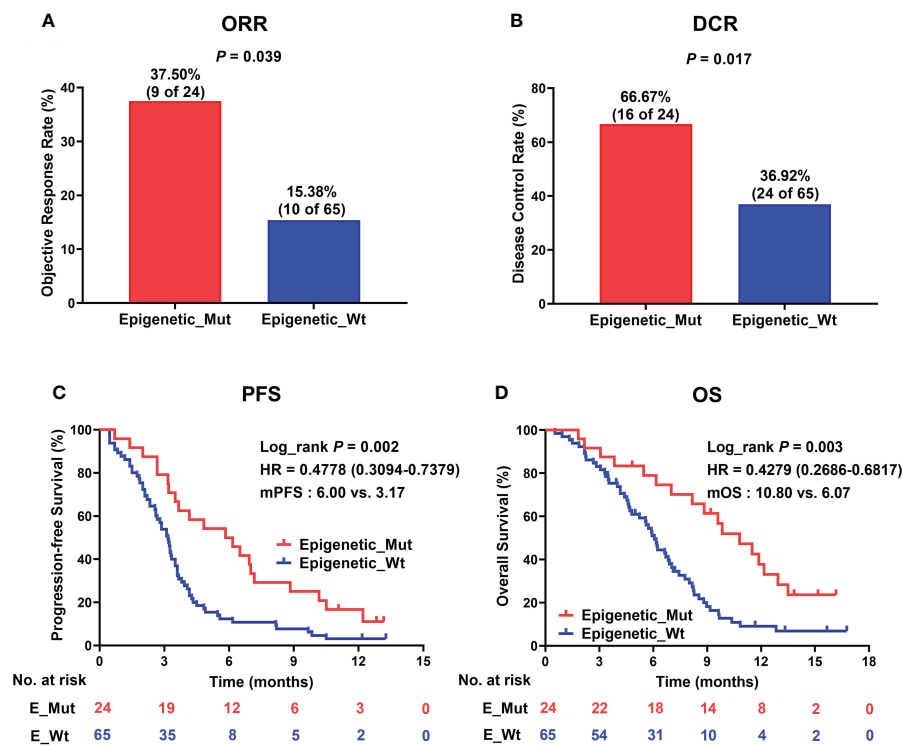 A
ORR
P = 0.039
37.50%
(9 of 24)
15.38%
(10 of 65)
Objective Response Rate (%)
40
30
20
10
0
Epigenetic_Mut
Epigenetic_Wt
B
DCR
P = 0.017
66.67%
(16 of 24)
36.92%
(24 of 65)
Disease Control Rate (%)
80
60
40
20
0
Epigenetic_Mut
Epigenetic_Wt
C
PFS
Log_rank P = 0.002
HR = 0.4778 (0.3094-0.7379)
mPFS : 6.00 vs. 3.17
Epigenetic_Mut
Epigenetic_Wt
Progression-free Survival (%)
100
80
60
40
20
0
0 3 6 9 12 15
Time (months)
No. at risk
E_Mut 24 19 12 6 3 0
E_Wt 65 35 8 5 2 0
D
OS
Log_rank P = 0.003
HR = 0.4279 (0.2686-0.6817)
mOS : 10.80 vs. 6.07
Epigenetic_Mut
Epigenetic_Wt
Overall Survival (%)
100
80
60
40
20
0
0 3 6 9 12 15 18
Time (months)
No. at risk
E_Mut 24 22 18 14 8 2 0
E_Wt 65 54 31 10 4 2 0